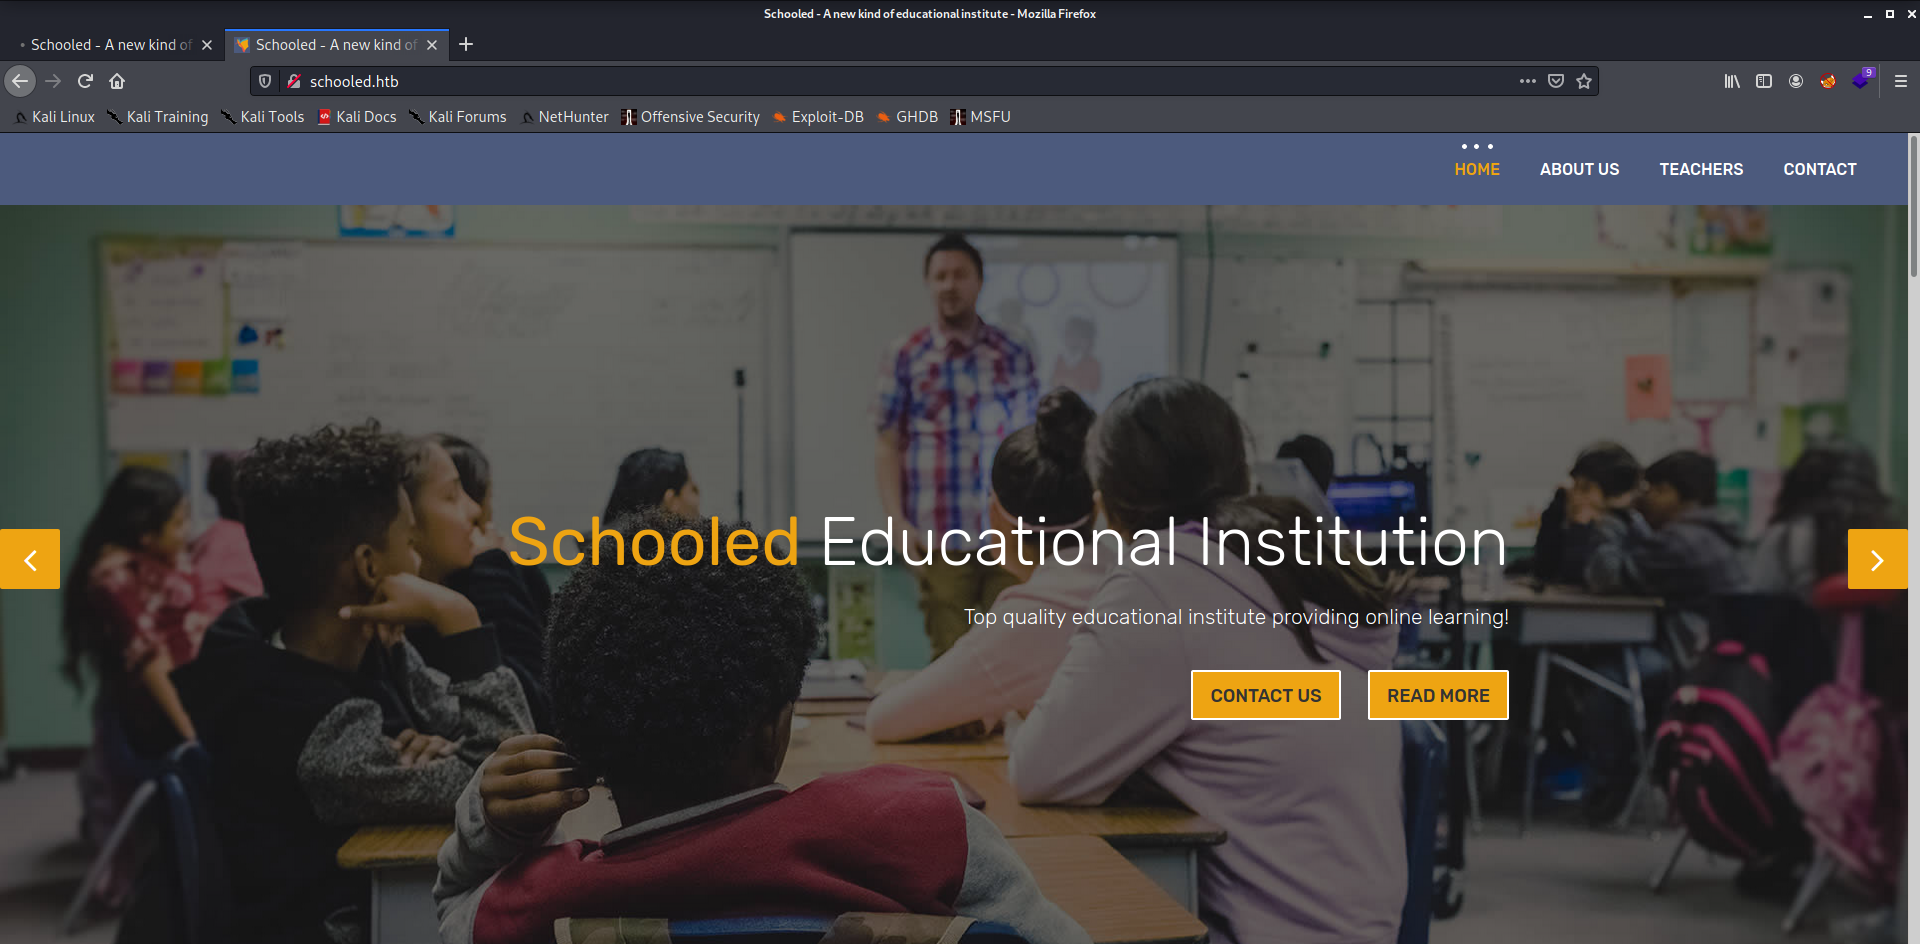 Schooled - A new kind of educational institute - Mozilla Firefox
Schooled - A new kind of
Schooled - A new kind of
schooled.htb
9
Kali Linux
Kali Training
Kali Tools
Kali Docs
Kali Forums
NetHunter
Offensive Security
Exploit-DB
GHDB
MSFU
HOME
ABOUT US
TEACHERS
CONTACT
Schooled Educational Institution
Top quality educational institute providing online learning!
CONTACT US
READ MORE